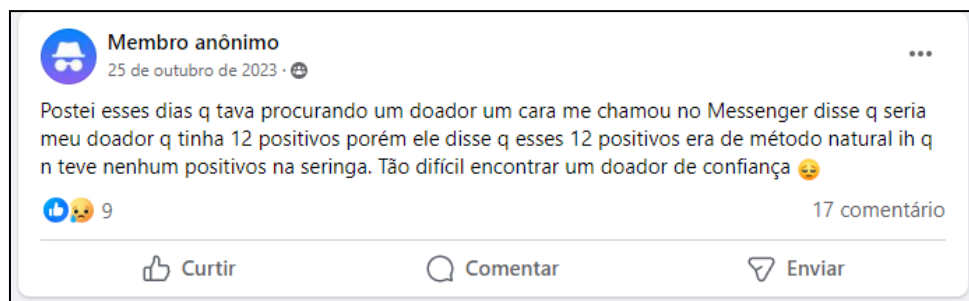 Membro anônimo
25 de outubro de 2023 ·
Postei esses dias q tava procurando um doador um cara me chamou no Messenger disse q seria
meu doador q tinha 12 positivos porém ele disse q esses 12 positivos era de método natural ih q
n teve nenhum positivos na seringa. Tão difícil encontrar um doador de confiança 😔
9
17 comentário
Curtir
Comentar
Enviar